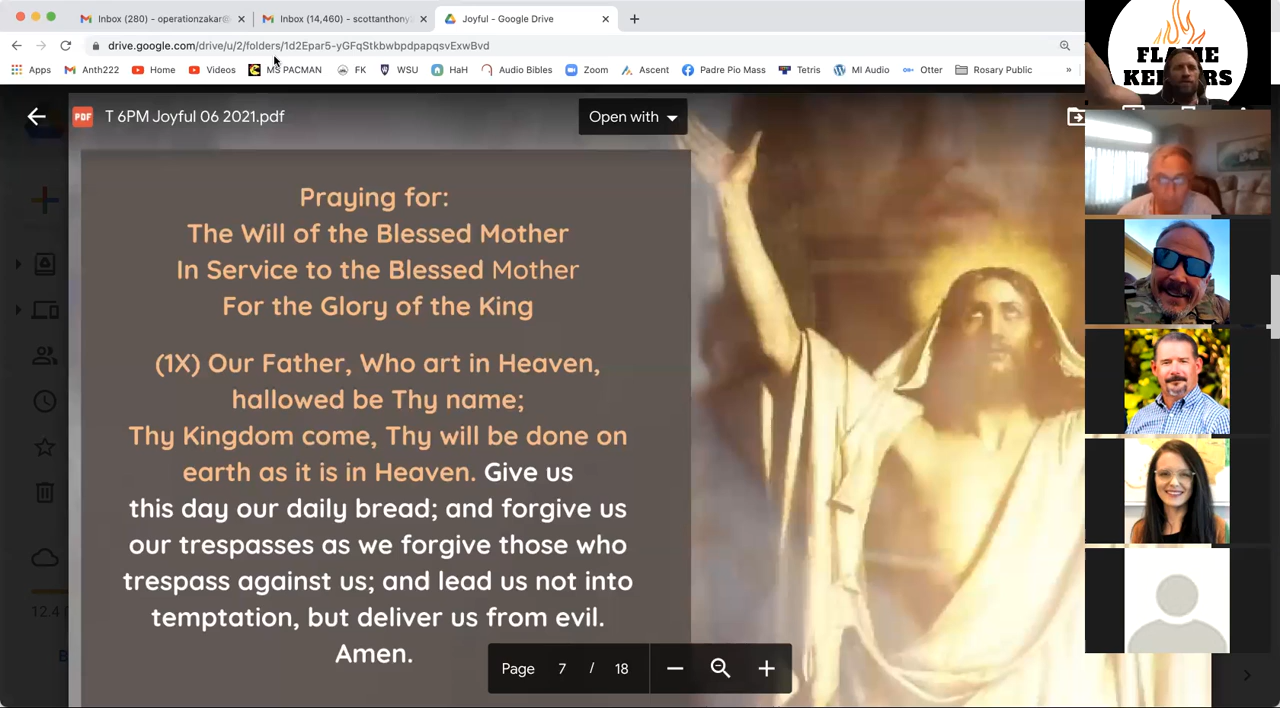 Inbox (280) - operationzakar@
Inbox (14,460) - scottanthony
Joyful - Google Drive
drive.google.com/drive/u/2/folders/1d2Epar5-yGFqStkbwbpdpapqsvExwBvd
Apps
Anth222
Home
Videos
MS PACMAN
FK
WSU
Audio Bibles
Zoom
Ascent
Padre Pio Mass
Tetris
MI Audio
Otter
Rosary Public
»
FLAME
KEEPERS
PDF
T 6PM Joyful 06 2021.pdf
Open with
Praying for:
The Will of the Blessed Mother
In Service to the Blessed Mother
For the Glory of the King
(1X) Our Father, Who art in Heaven,
hallowed be Thy name;
Thy Kingdom come, Thy will be done on
earth as it is in Heaven. Give us
this day our daily bread; and forgive us
our trespasses as we forgive those who
trespass against us; and lead us not into
temptation, but deliver us from evil.
Amen.
12.4
Page 7 / 18